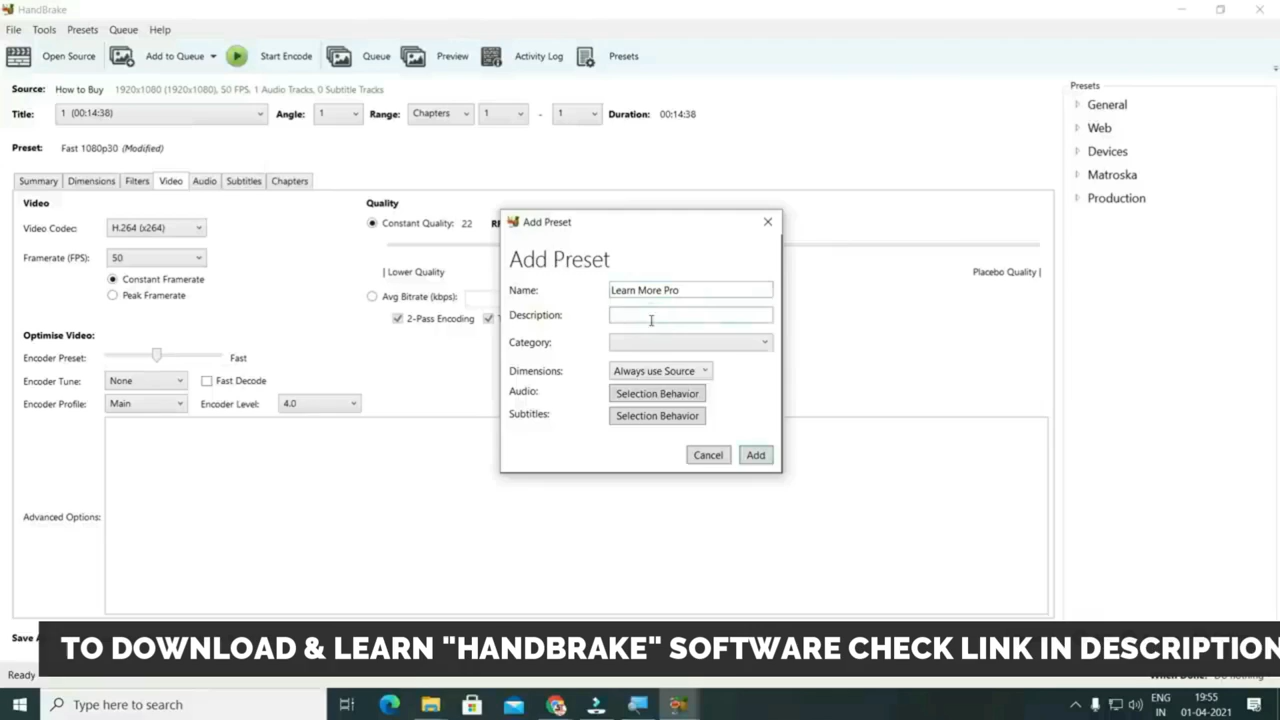 HandBrake
File Tools Presets Queue Help
Open Source Add to Queue Start Encode Queue Preview Activity Log Presets
Source: How to Buy 1920x1080 (1920x1080), 50 FPS, 1 Audio Tracks, 0 Subtitle Tracks
Title: 1 (00:14:38) Angle: 1 Range: Chapters 1 - 1 Duration: 00:14:38
Preset: Fast 1080p30 (Modified)
Summary Dimensions Filters Video Audio Subtitles Chapters
Video
Video Codec: H.264 (x264)
Framerate (FPS): 50
Constant Framerate
Peak Framerate
Quality
Constant Quality: 22
| Lower Quality Placebo Quality |
Avg Bitrate (kbps):
2-Pass Encoding
Optimise Video:
Encoder Preset: Fast
Encoder Tune: None Fast Decode
Encoder Profile: Main Encoder Level: 4.0
Advanced Options:
Add Preset
Add Preset
Name: Learn More Pro
Description:
Category:
Dimensions: Always use Source
Audio: Selection Behavior
Subtitles: Selection Behavior
Cancel Add
Presets
General
Web
Devices
Matroska
Production
Save
TO DOWNLOAD & LEARN "HANDBRAKE" SOFTWARE CHECK LINK IN DESCRIPTION
Ready
Type here to search
ENG
IN
19:55
01-04-2021